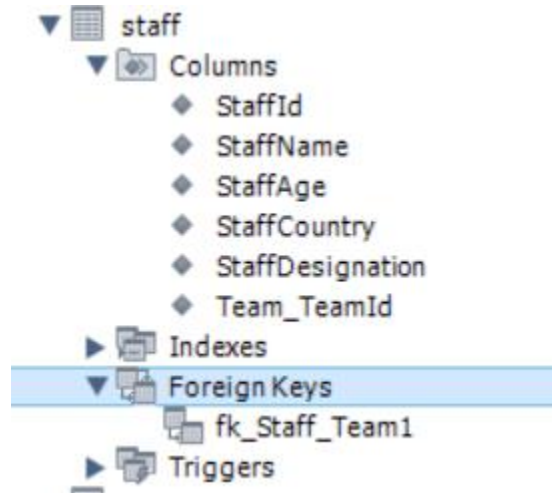 staff
Columns
StaffId
StaffName
StaffAge
StaffCountry
StaffDesignation
Team_TeamId
Indexes
Foreign Keys
fk_Staff_Team1
Triggers